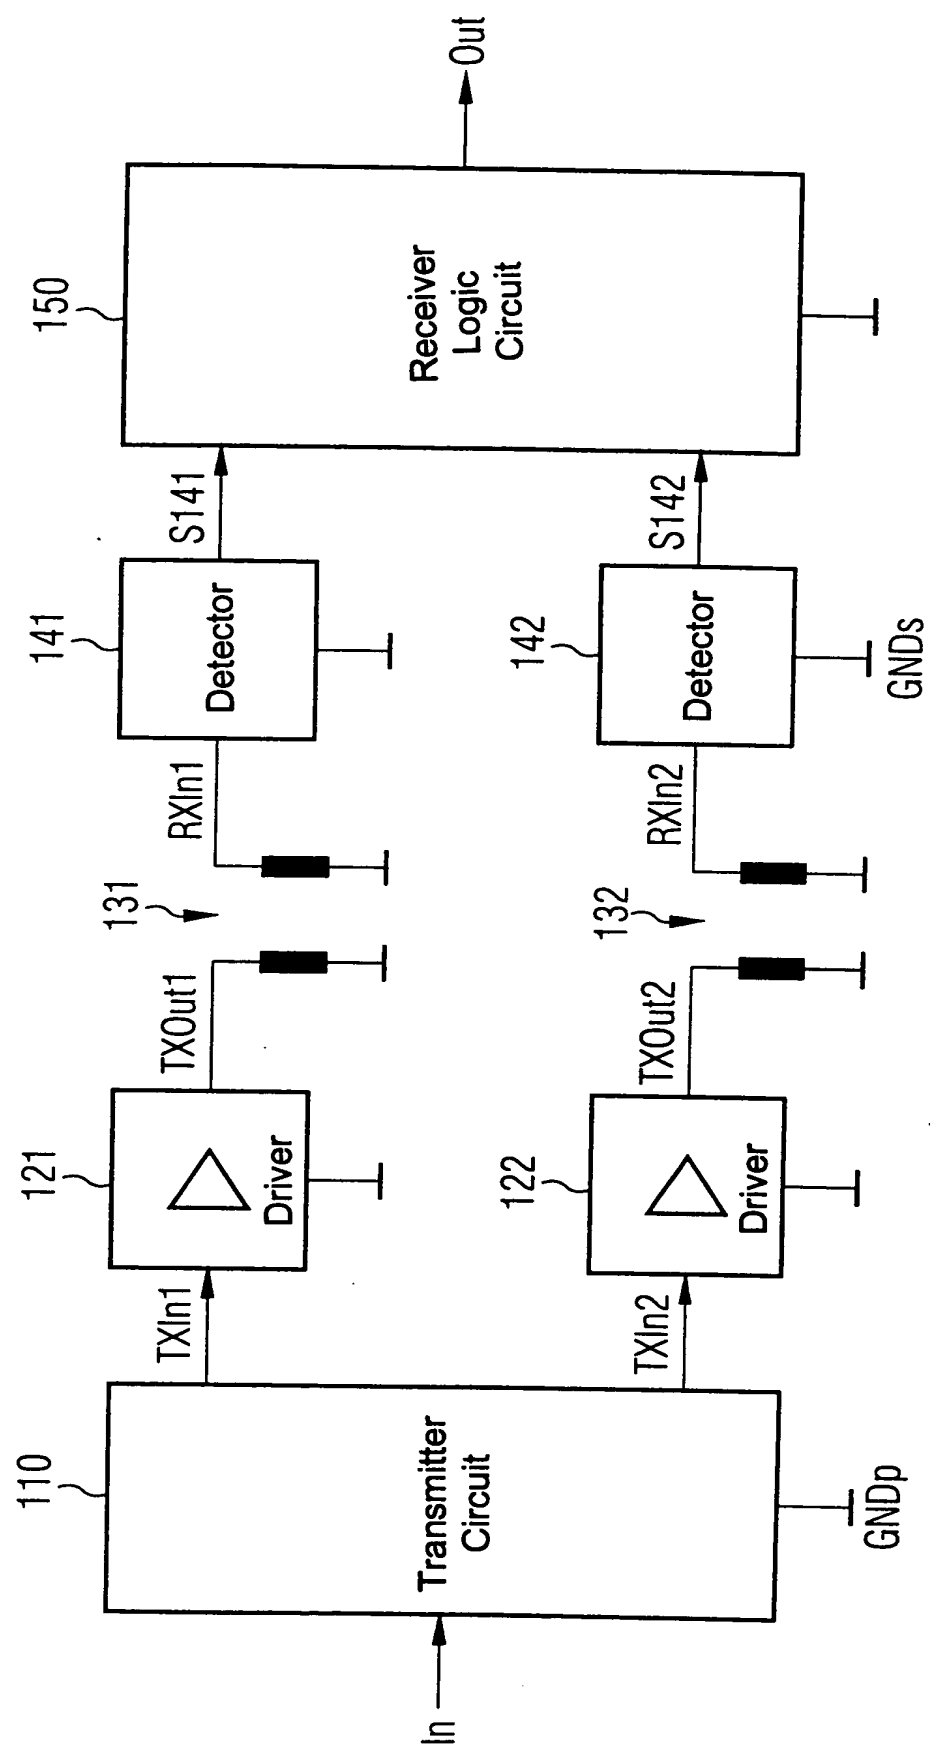 In
110
Transmitter
Circuit
GNDp
TXIn1
121
Driver
TXOut1
131
RXIn1
141
Detector
S141
TXIn2
122
Driver
TXOut2
132
RXIn2
142
Detector
GNDs
S142
150
Receiver
Logic
Circuit
Out